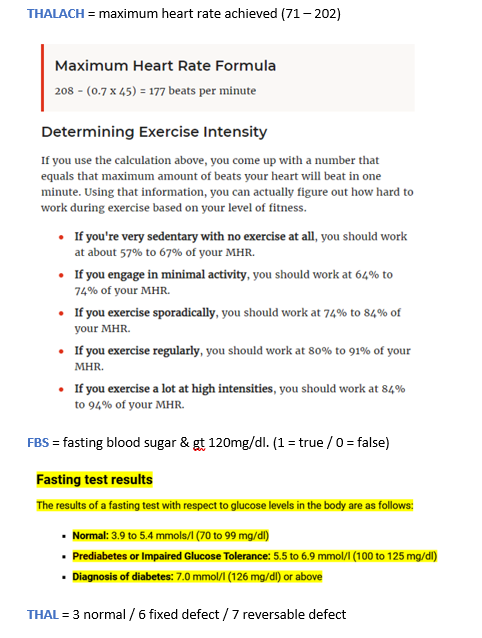 THALACH = maximum heart rate achieved (71 – 202)
Maximum Heart Rate Formula
208 - (0.7 x 45) = 177 beats per minute
Determining Exercise Intensity
If you use the calculation above, you come up with a number that
equals that maximum amount of beats your heart will beat in one
minute. Using that information, you can actually figure out how hard to
work during exercise based on your level of fitness.
• If you're very sedentary with no exercise at all, you should work
at about 57% to 67% of your MHR.
• If you engage in minimal activity, you should work at 64% to
74% of your MHR.
• If you exercise sporadically, you should work at 74% to 84% of
your MHR.
• If you exercise regularly, you should work at 80% to 91% of your
MHR.
• If you exercise a lot at high intensities, you should work at 84%
to 94% of your MHR.
FBS = fasting blood sugar & gt 120mg/dl. (1 = true / 0 = false)
Fasting test results
The results of a fasting test with respect to glucose levels in the body are as follows:
▪ Normal: 3.9 to 5.4 mmols/l (70 to 99 mg/dl)
▪ Prediabetes or Impaired Glucose Tolerance: 5.5 to 6.9 mmol/l (100 to 125 mg/dl)
▪ Diagnosis of diabetes: 7.0 mmol/l (126 mg/dl) or above
THAL = 3 normal / 6 fixed defect / 7 reversable defect